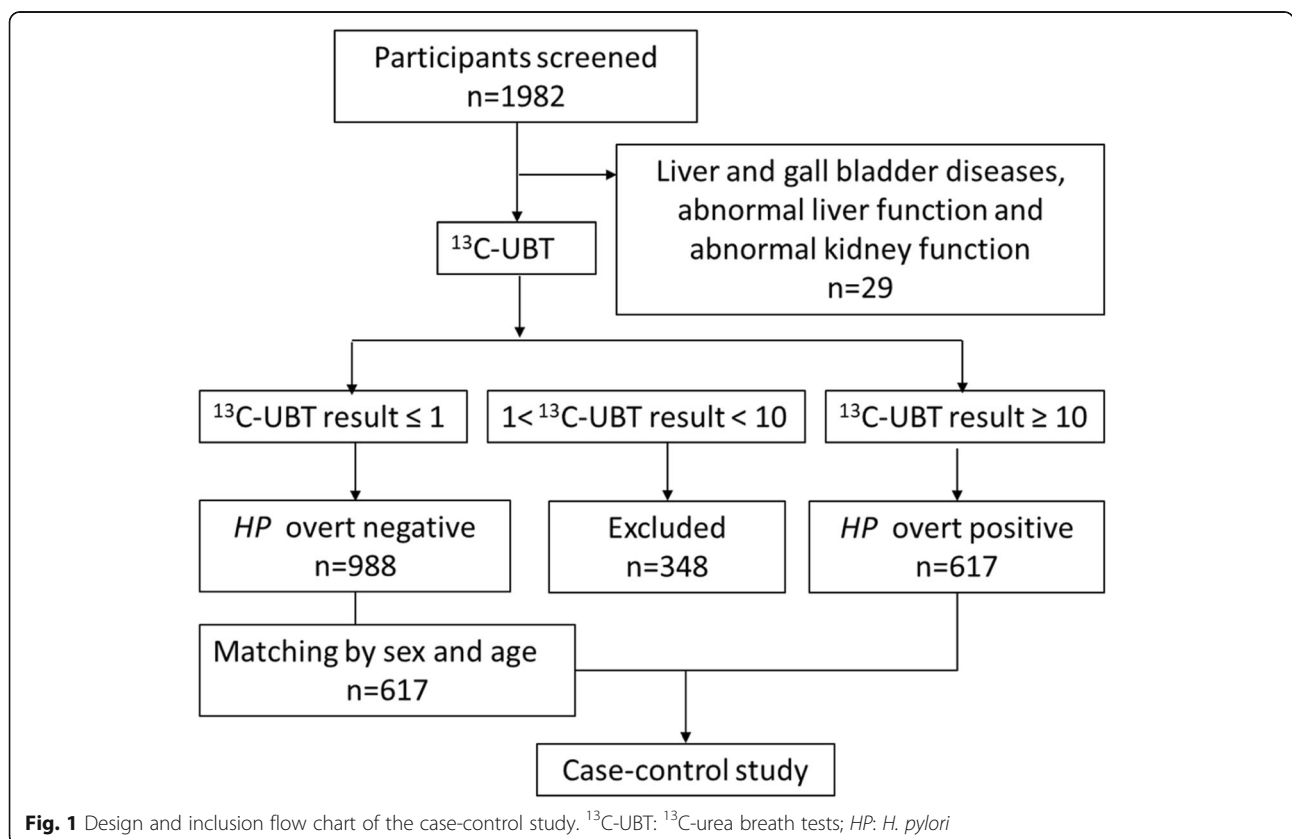 Participants screened
n=1982
Liver and gall bladder diseases,
abnormal liver function and
abnormal kidney function
n=29
¹³C-UBT
¹³C-UBT result ≤ 1
1< ¹³C-UBT result < 10
¹³C-UBT result ≥ 10
HP overt negative
n=988
Excluded
n=348
HP overt positive
n=617
Matching by sex and age
n=617
Case-control study
Fig. 1 Design and inclusion flow chart of the case-control study. ¹³C-UBT: ¹³C-urea breath tests; HP: H. pylori